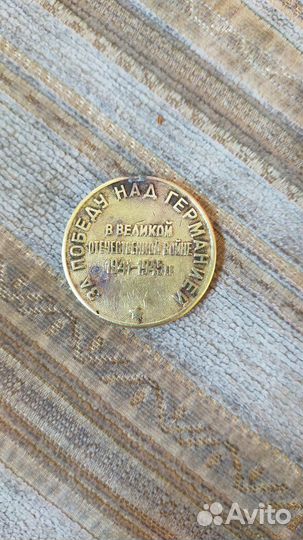 ЗА ПОБЕДУ НАД ГЕРМАНИЕЙ
В ВЕЛИКОЙ
ОТЕЧЕСТВЕННОЙ ВОЙНЕ
1941-1945 гг
Avito